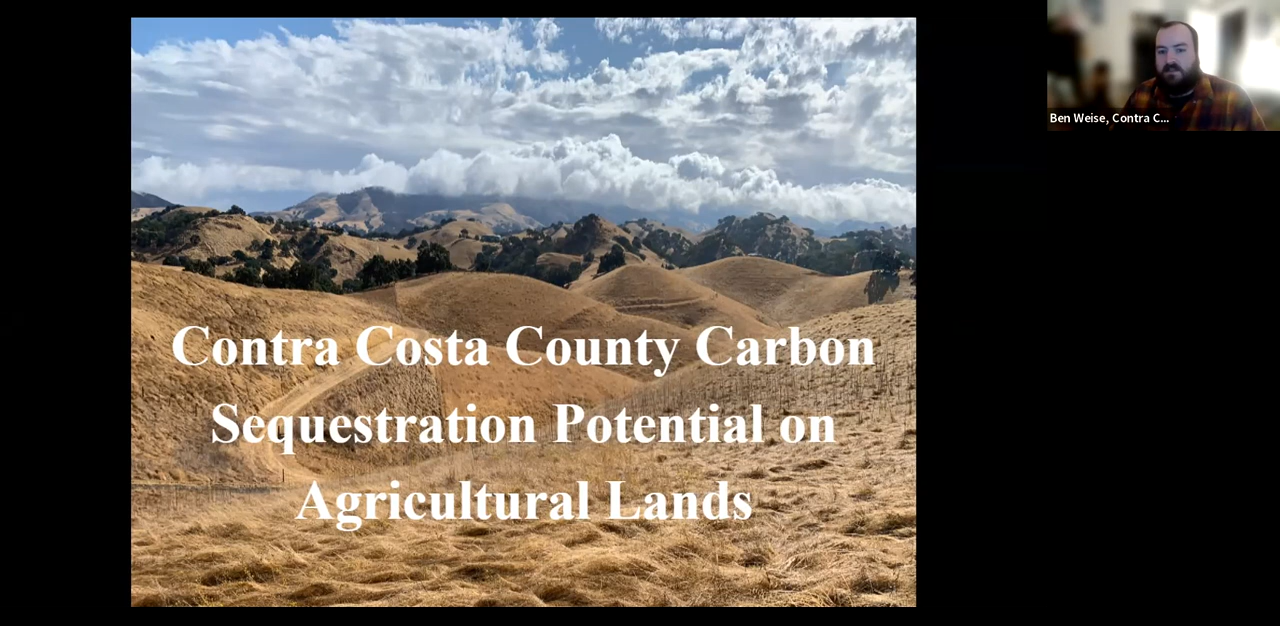 Contra Costa County Carbon
Sequestration Potential on
Agricultural Lands
Ben Weise, Contra C...